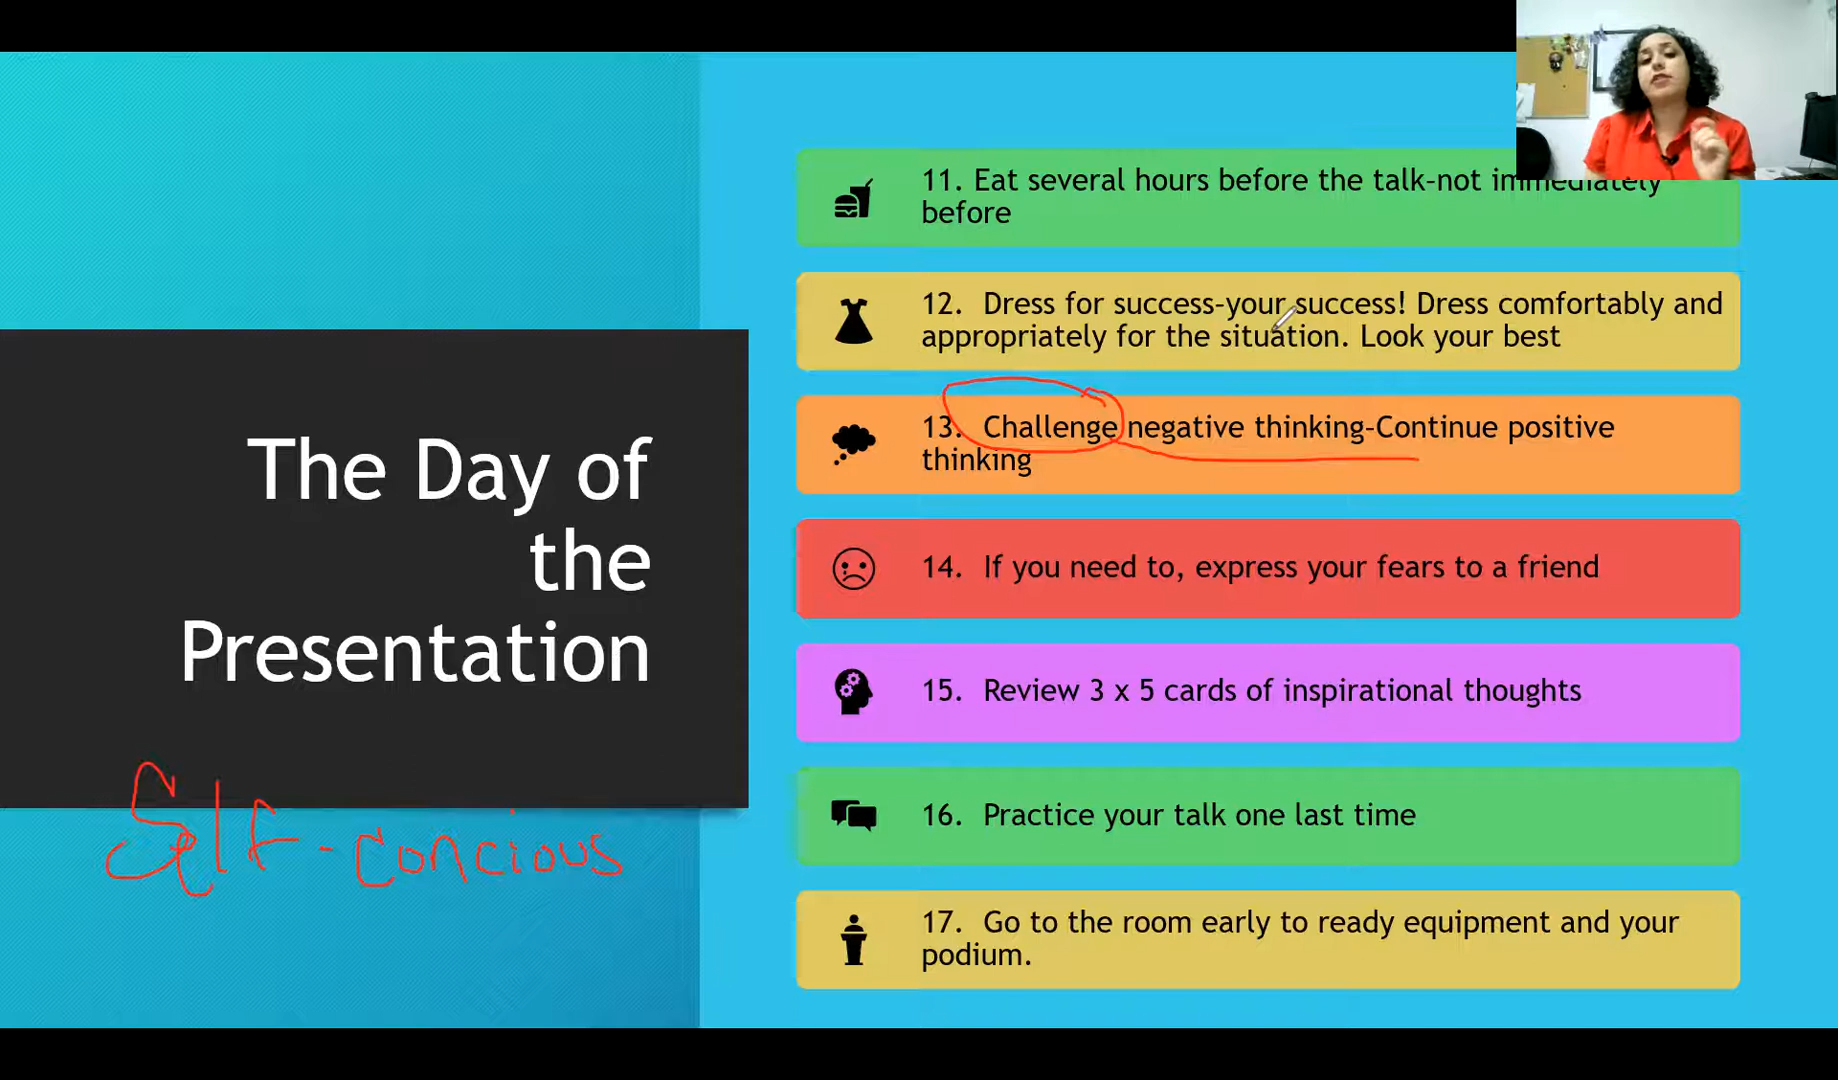 The Day of
the
Presentation
Self-concious
11. Eat several hours before the talk-not immediately
before
12. Dress for success-your success! Dress comfortably and
appropriately for the situation. Look your best
13. Challenge negative thinking-Continue positive
thinking
14. If you need to, express your fears to a friend
15. Review 3 x 5 cards of inspirational thoughts
16. Practice your talk one last time
17. Go to the room early to ready equipment and your
podium.